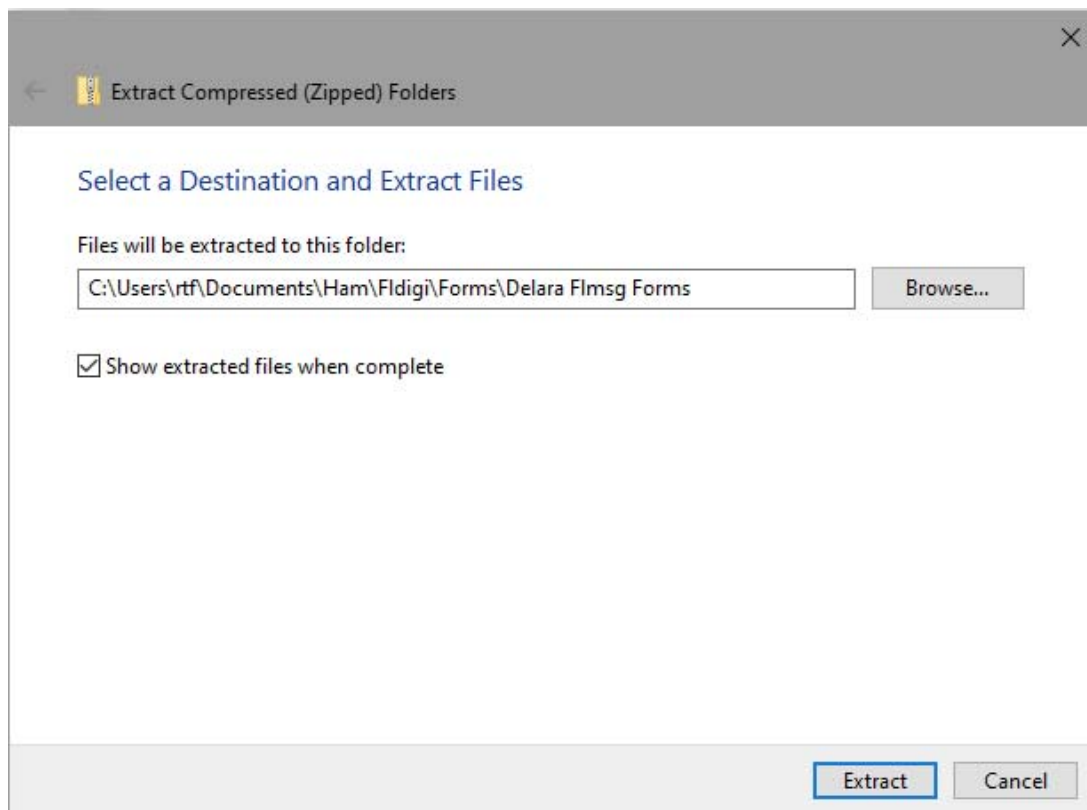 Extract Compressed (Zipped) Folders
Select a Destination and Extract Files
Files will be extracted to this folder:
C:\Users\rtf\Documents\Ham\Fldigi\Forms\Delara Flmsg Forms
Browse...
Show extracted files when complete
Extract
Cancel